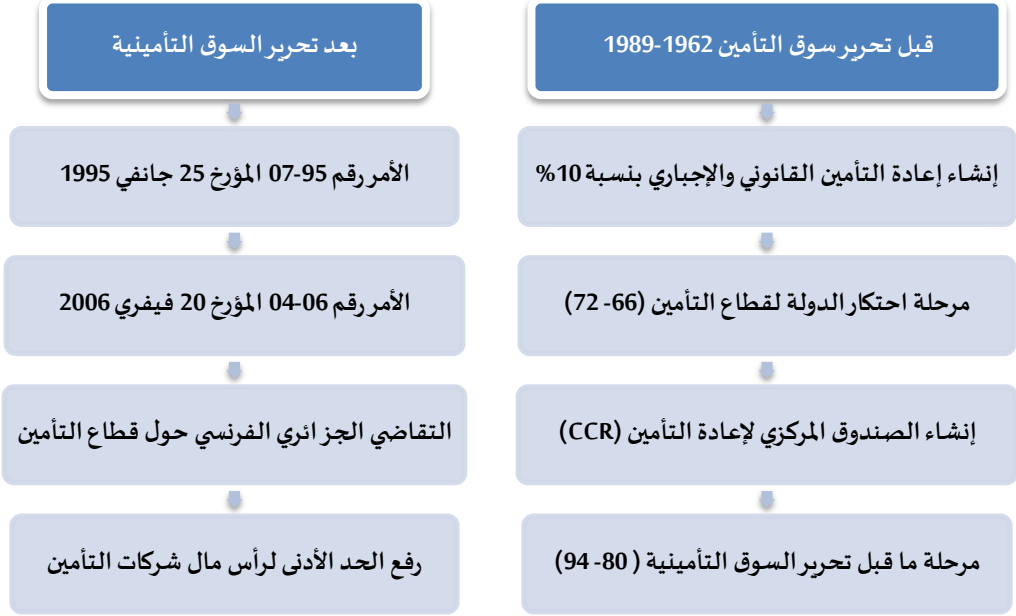 قبل تحرير سوق التأمين 1962-1989
إنشاء إعادة التأمين القانوني والإجباري بنسبة 10%
مرحلة احتكار الدولة لقطاع التأمين (66- 72)
إنشاء الصندوق المركزي لإعادة التأمين (CCR)
مرحلة ما قبل تحرير السوق التأمينية ( 80- 94)
بعد تحرير السوق التأمينية
الأمر رقم 95-07 المؤرخ 25 جانفي 1995
الأمر رقم 06-04 المؤرخ 20 فيفري 2006
التقاضي الجزائري الفرنسي حول قطاع التأمين
رفع الحد الأدنى لرأس مال شركات التأمين